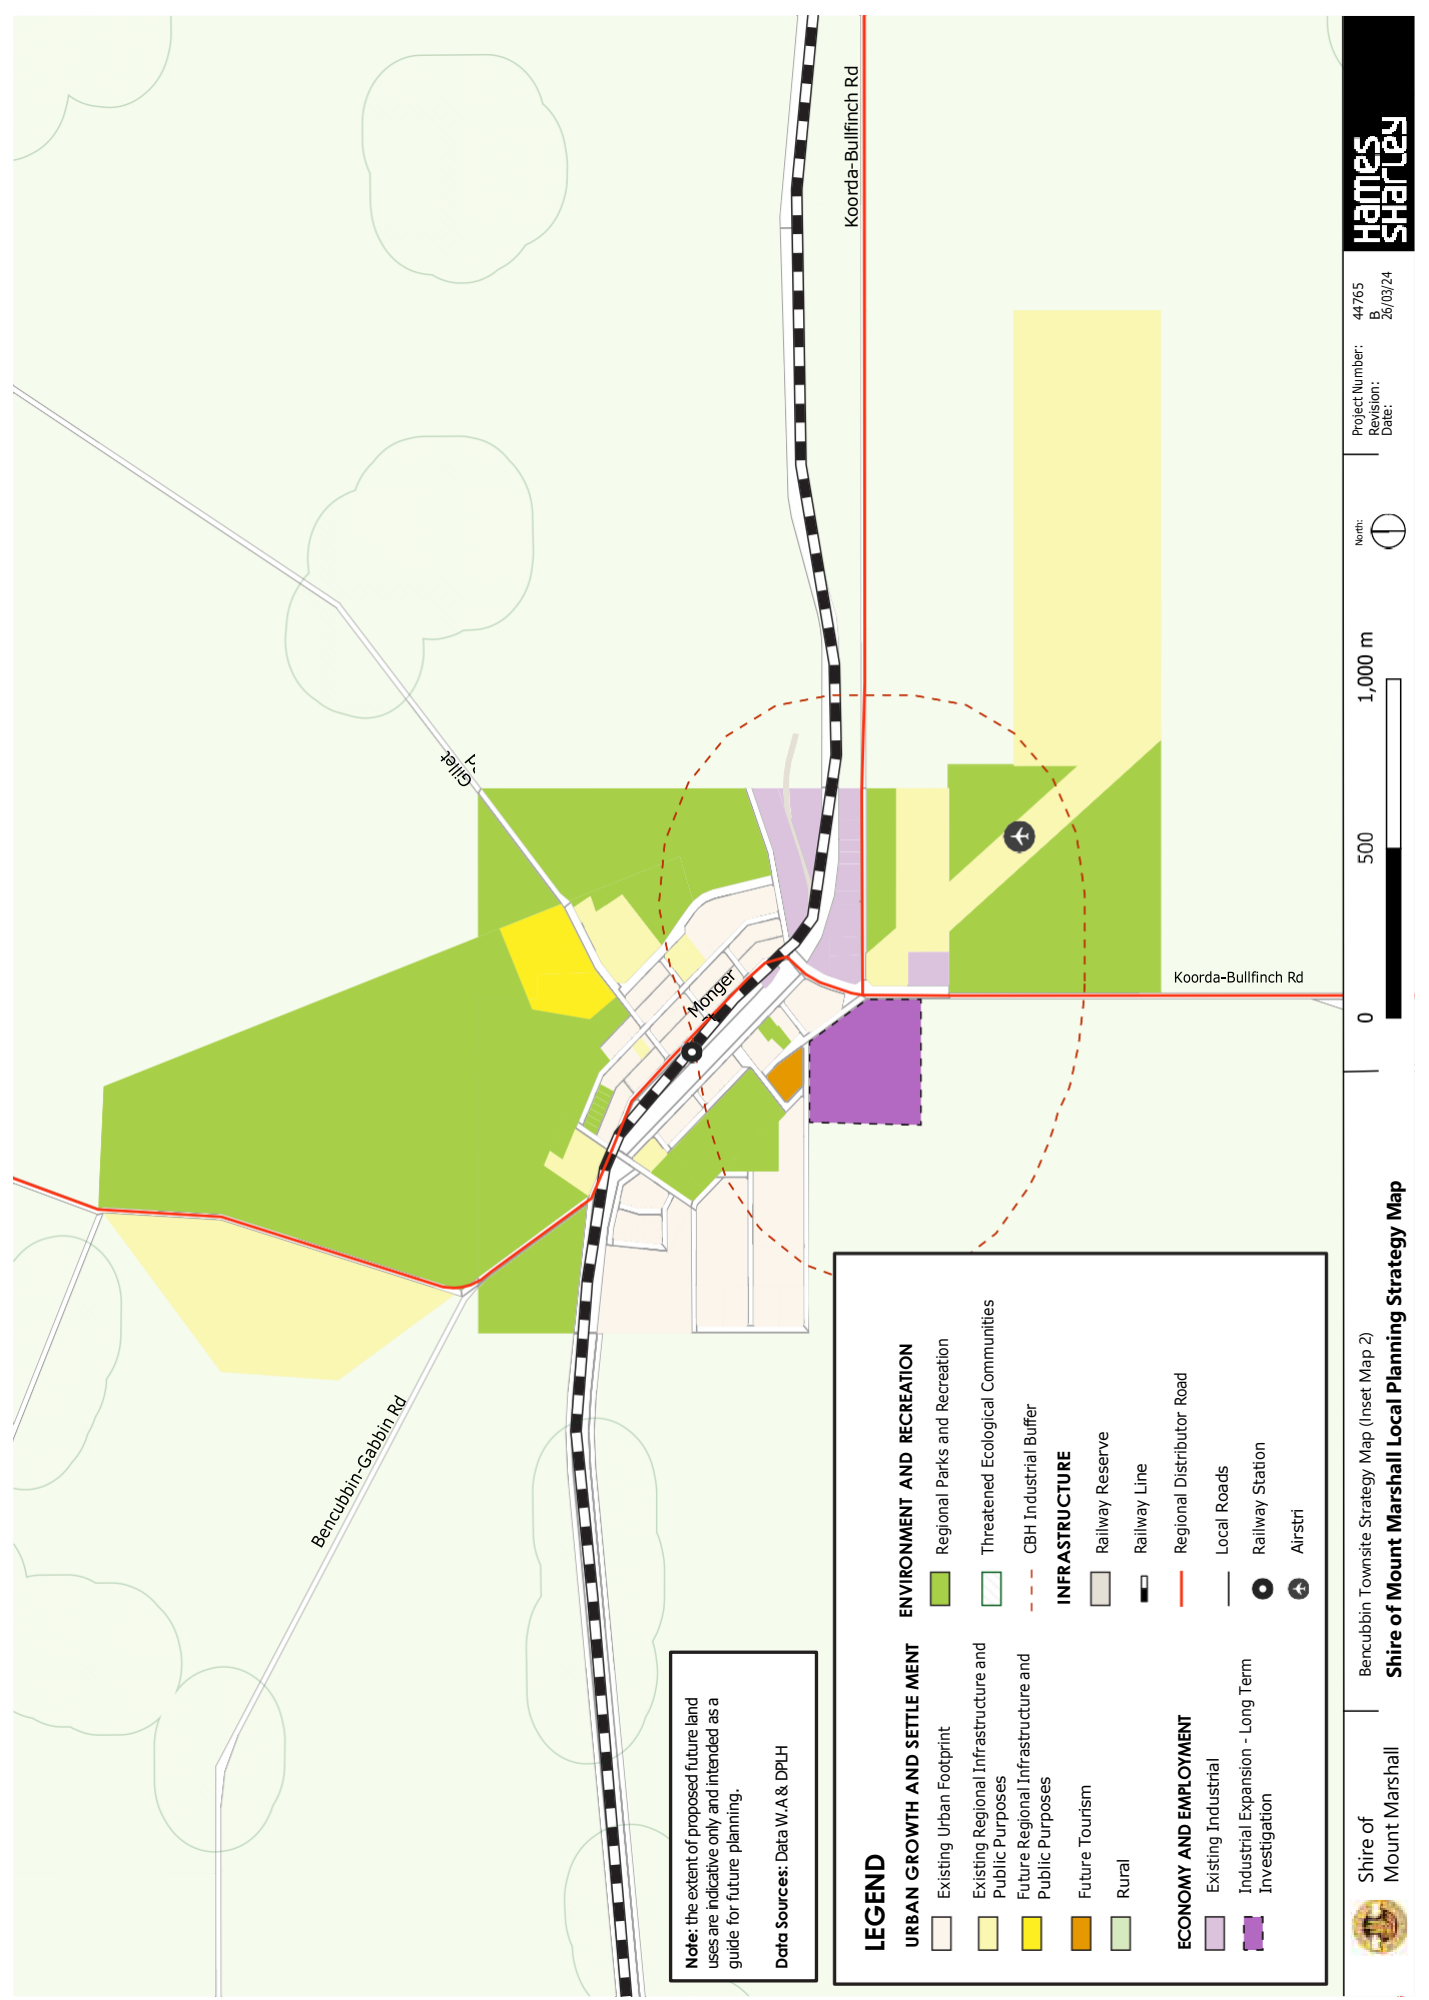 Koorda-Bullfinch Rd
Gillet
Monger
Koorda-Bullfinch Rd
Bencubbin-Gabbin Rd
Note: the extent of proposed future land
uses are indicative only and intended as a
guide for future planning.
Data Sources: Data W.A & DPLH
LEGEND
URBAN GROWTH AND SETTLE MENT
Existing Urban Footprint
Existing Regional Infrastructure and
Public Purposes
Future Regional Infrastructure and
Public Purposes
Future Tourism
Rural
ECONOMY AND EMPLOYMENT
Existing Industrial
Industrial Expansion - Long Term
Investigation
ENVIRONMENT AND RECREATION
Regional Parks and Recreation
Threatened Ecological Communities
CBH Industrial Buffer
INFRASTRUCTURE
Railway Reserve
Railway Line
Regional Distributor Road
Local Roads
Railway Station
Airstri
Shire of
Mount Marshall
Bencubbin Townsite Strategy Map (Inset Map 2)
Shire of Mount Marshall Local Planning Strategy Map
0 500 1,000 m
North:
Project Number: 44765
Revision: B
Date: 26/03/24
Hames
sHarley